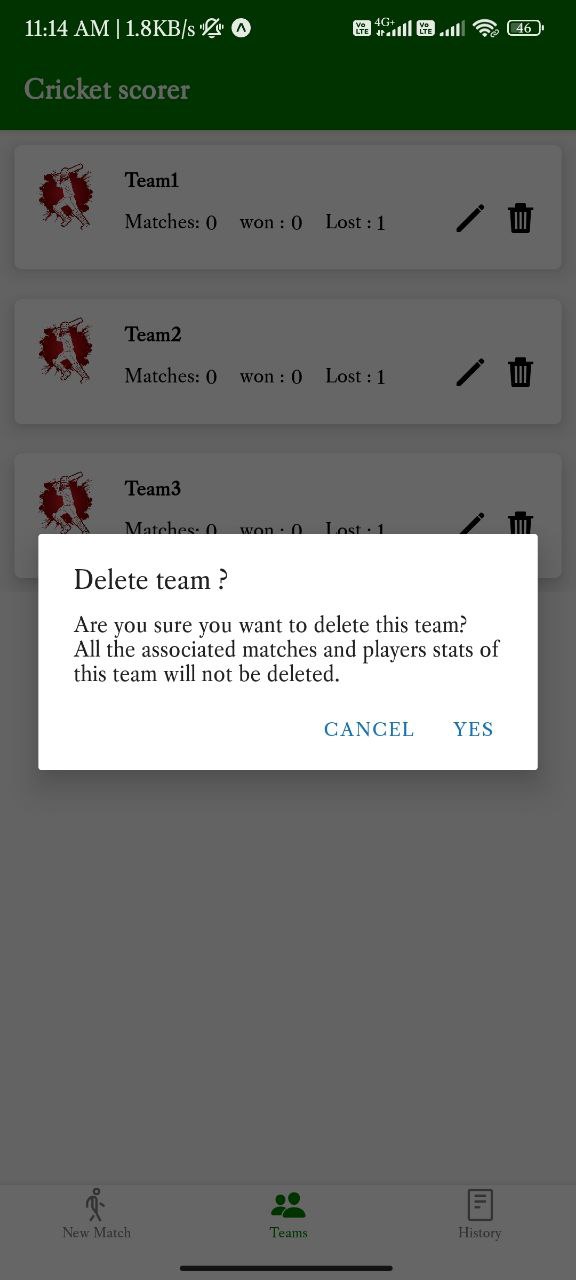 11:14 AM | 1.8KB/s Vo LTE 4G+ Vo LTE 46
Cricket scorer
Team1
Matches: 0 won : 0 Lost : 1
Team2
Matches: 0 won : 0 Lost : 1
Team3
Matches: 0 won : 0 Lost : 1
Delete team ?
Are you sure you want to delete this team?
All the associated matches and players stats of
this team will not be deleted.
CANCEL YES
New Match Teams History